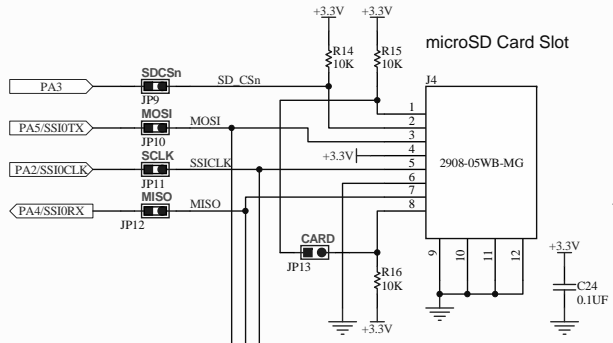 +3.3V
+3.3V
R14
10K
R15
10K
microSD Card Slot
PA3
SDCSn
JP9
SD_CSn
J4
PA5/SSI0TX
MOSI
JP10
MOSI
1
2
3
4
5
6
7
8
+3.3V
2908-05WB-MG
PA2/SSI0CLK
SCLK
JP11
SSICLK
PA4/SSI0RX
MISO
JP12
MISO
CARD
JP13
R16
10K
+3.3V
9
10
11
12
+3.3V
C24
0.1UF